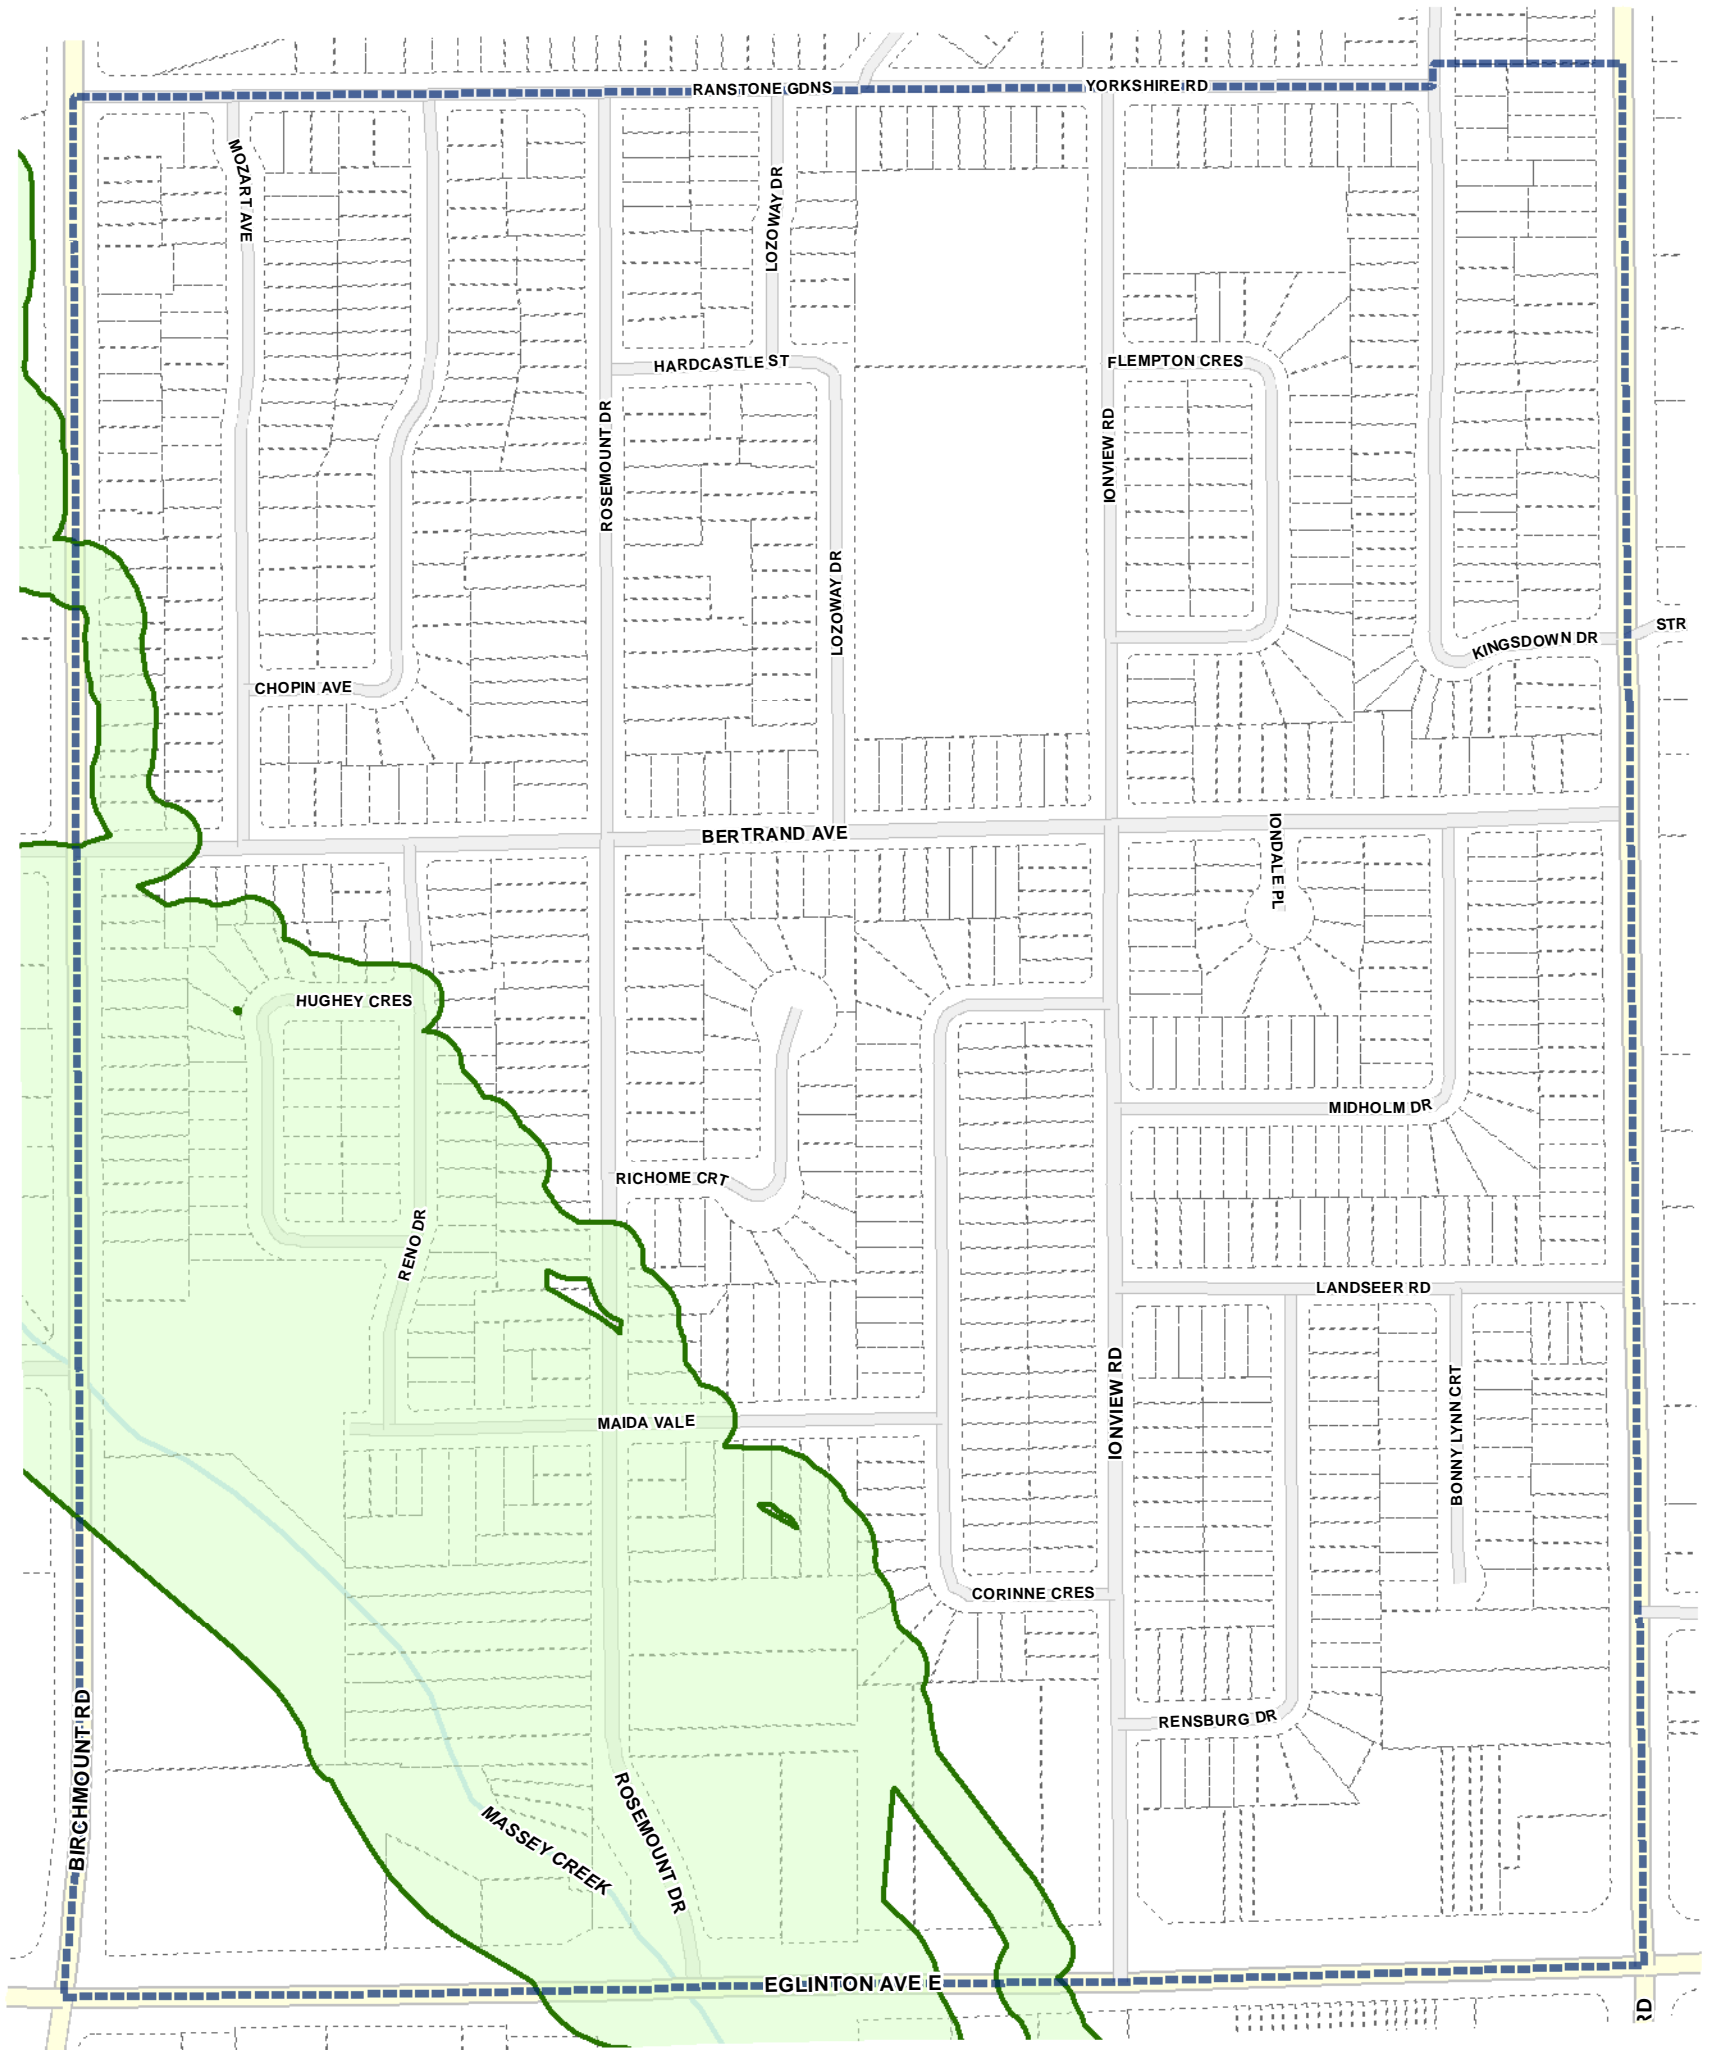 RANSTONE GDNS
YORKSHIRE RD
MOZART AVE
LOZOWAY DR
HARDCASTLE ST
FLEMPTON CRES
ROSEMOUNT DR
IONVIEW RD
LOZOWAY DR
STR
KINGSDOWN DR
CHOPIN AVE
BERTRAND AVE
IONDALE PL
HUGHEY CRES
MIDHOLM DR
RICHOME CRT
RENO DR
LANDSEER RD
IONVIEW RD
BONNY LYNN CRT
MAIDA VALE
CORINNE CRES
RENSBURG DR
BIRCHMOUNT RD
MASSEY CREEK
ROSEMOUNT DR
EGLINTON AVE E
RD